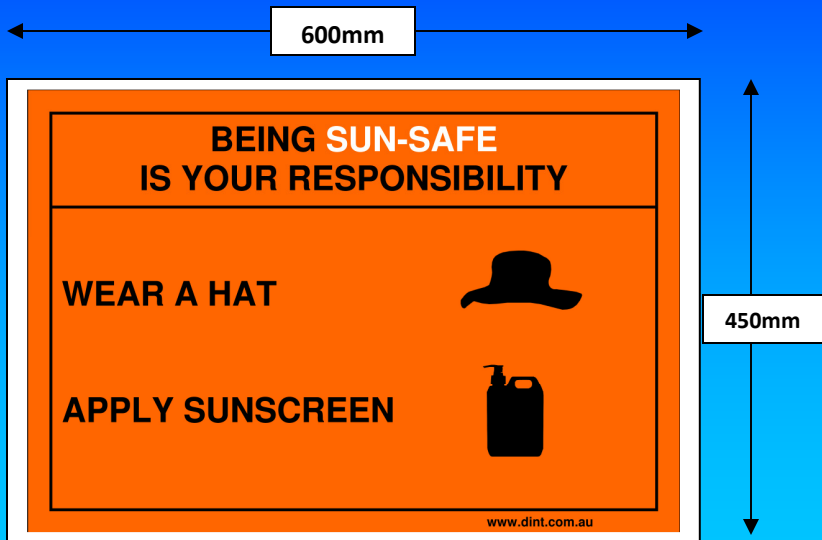 600mm
BEING SUN-SAFE
IS YOUR RESPONSIBILITY
WEAR A HAT
450mm
APPLY SUNSCREEN
www.dint.com.au